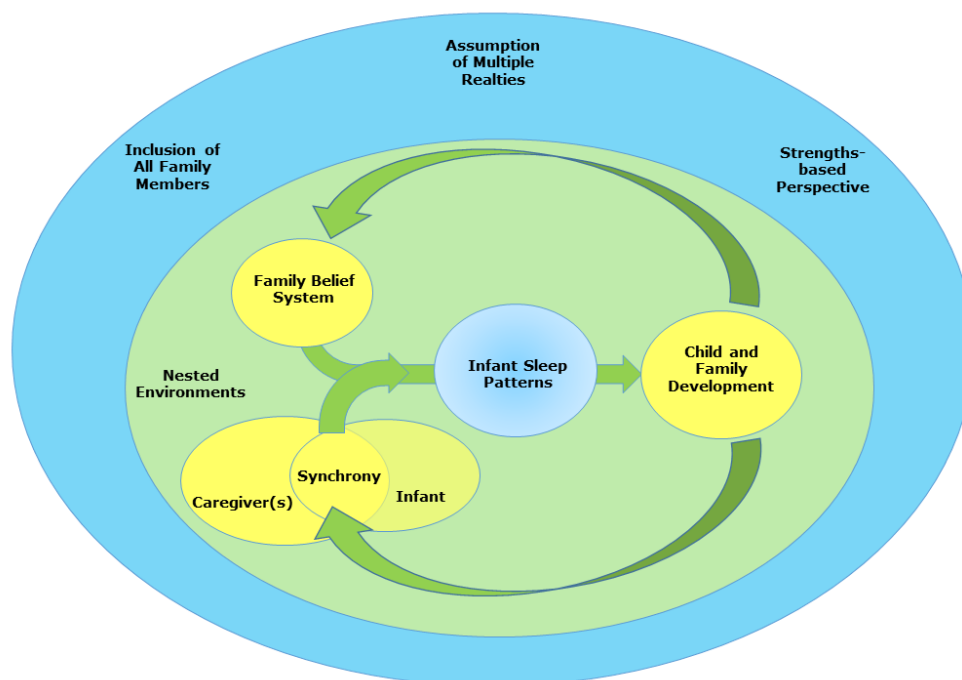 Assumption
of Multiple
Realties
Inclusion of
All Family
Members
Strengths-
based
Perspective
Family Belief
System
Infant Sleep
Patterns
Child and
Family
Development
Nested
Environments
Synchrony
Caregiver(s)
Infant